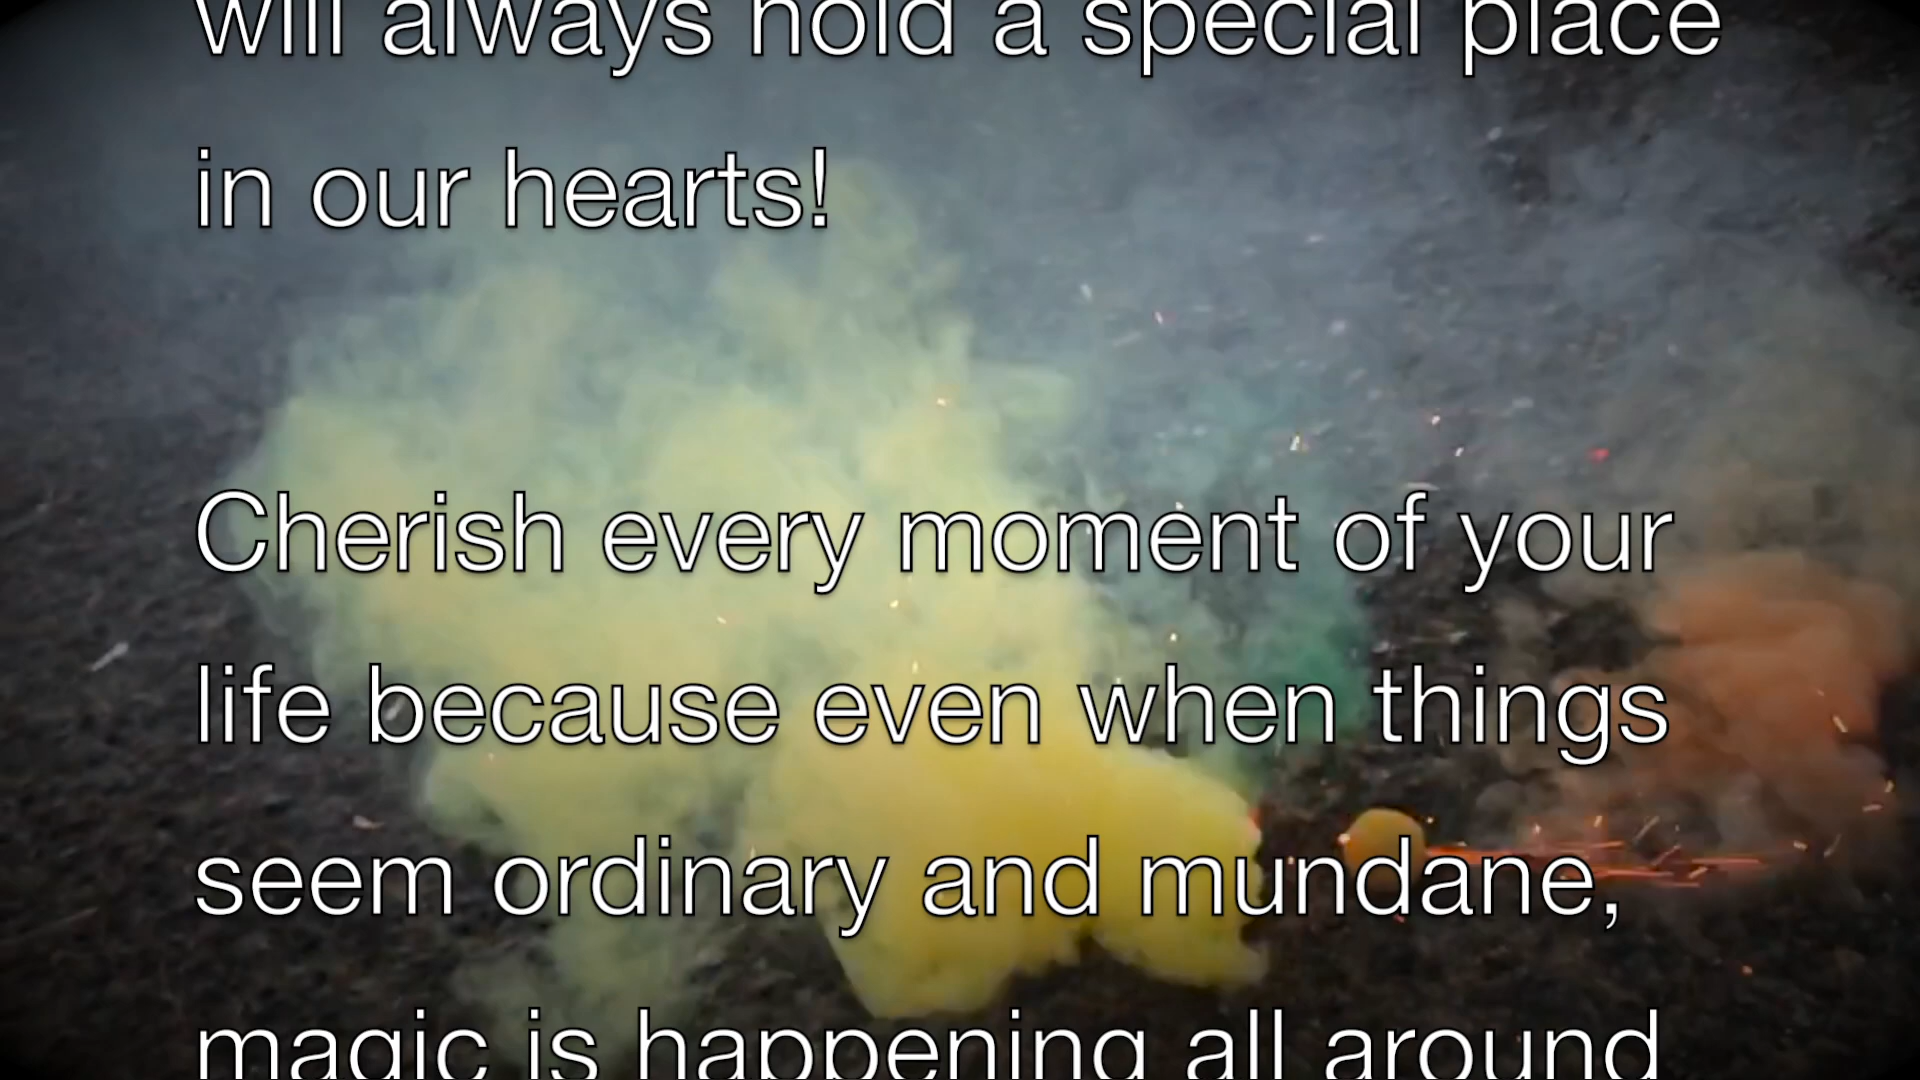 will always hold a special place
in our hearts!
Cherish every moment of your
life because even when things
seem ordinary and mundane,
magic is happening all around